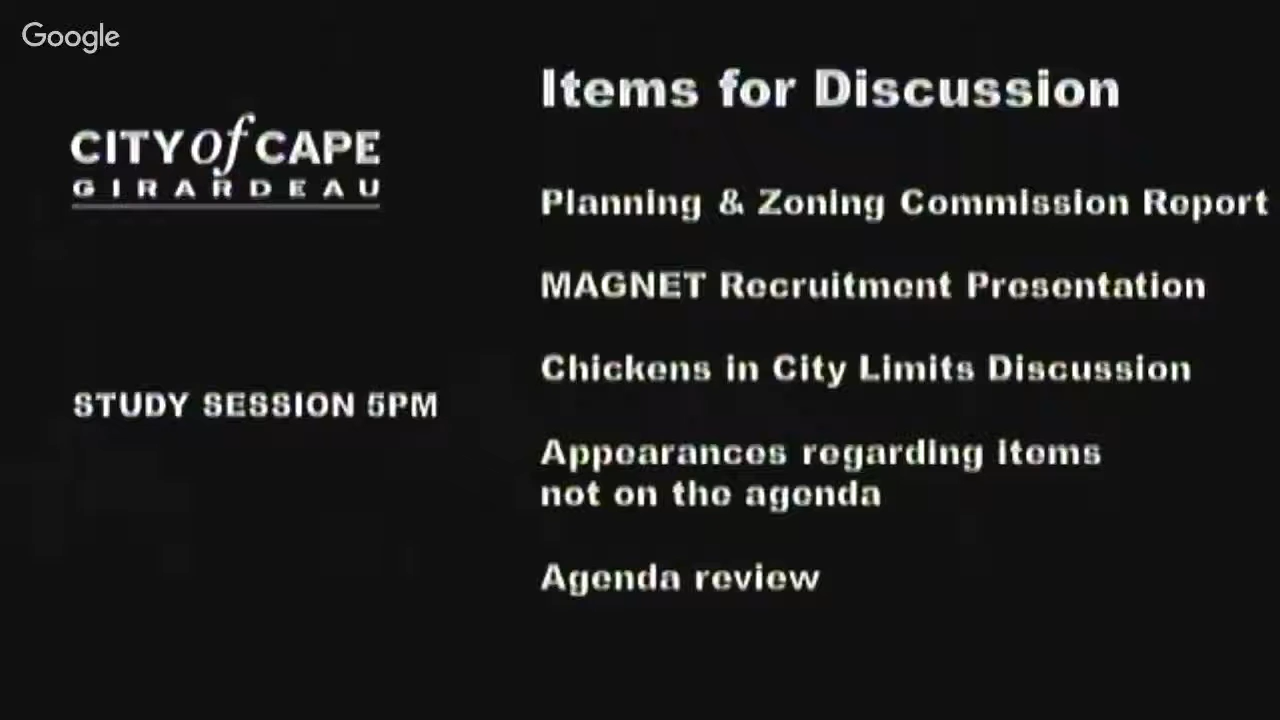 Google
Items for Discussion
CITY of CAPE
GIRARDEAU
Planning & Zoning Commission Report
MAGNET Recruitment Presentation
Chickens in City Limits Discussion
STUDY SESSION 5PM
Appearances regarding items
not on the agenda
Agenda review